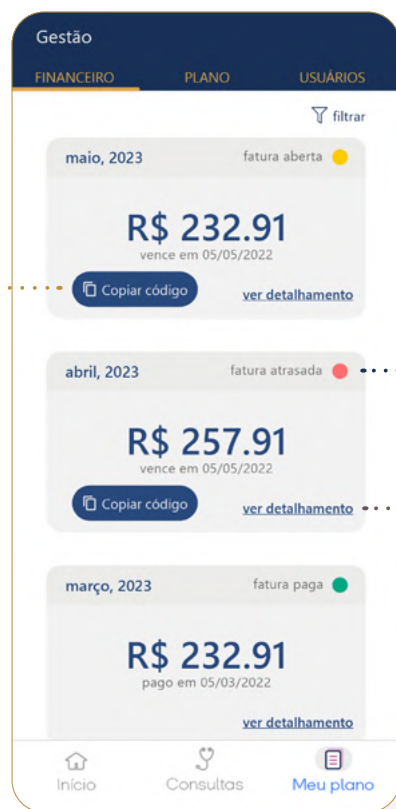 Gestão
FINANCEIRO PLANO USUÁRIOS
filtrar
maio, 2023 fatura aberta
R$ 232.91
vence em 05/05/2022
Copiar código ver detalhamento
abril, 2023 fatura atrasada
R$ 257.91
vence em 05/05/2022
Copiar código ver detalhamento
março, 2023 fatura paga
R$ 232.91
pago em 05/03/2022
ver detalhamento
Início Consultas Meu plano